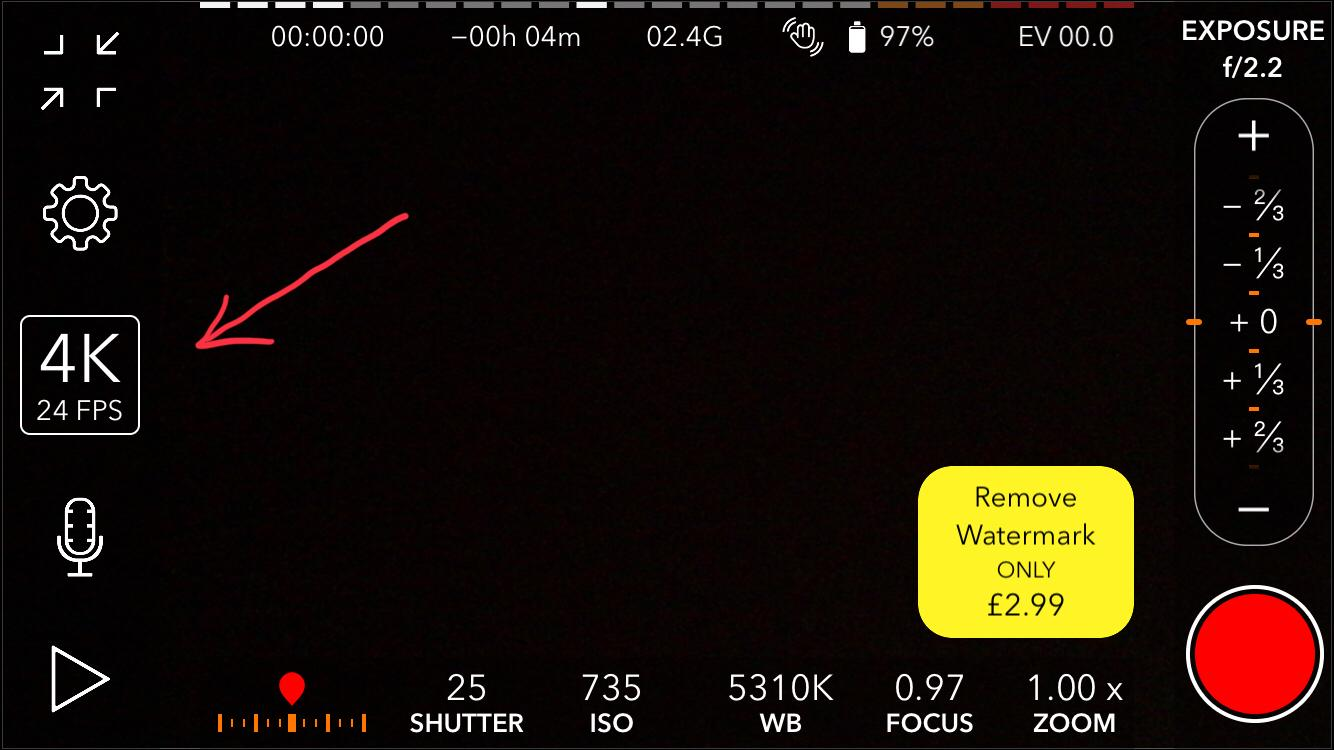 00:00:00 −00h 04m 02.4G 97% EV 00.0
EXPOSURE
f/2.2
+
− ⅔
− ⅓
+ 0
+ ⅓
+ ⅔
−
4K
24 FPS
Remove
Watermark
ONLY
£2.99
25 735 5310K 0.97 1.00 x
SHUTTER ISO WB FOCUS ZOOM